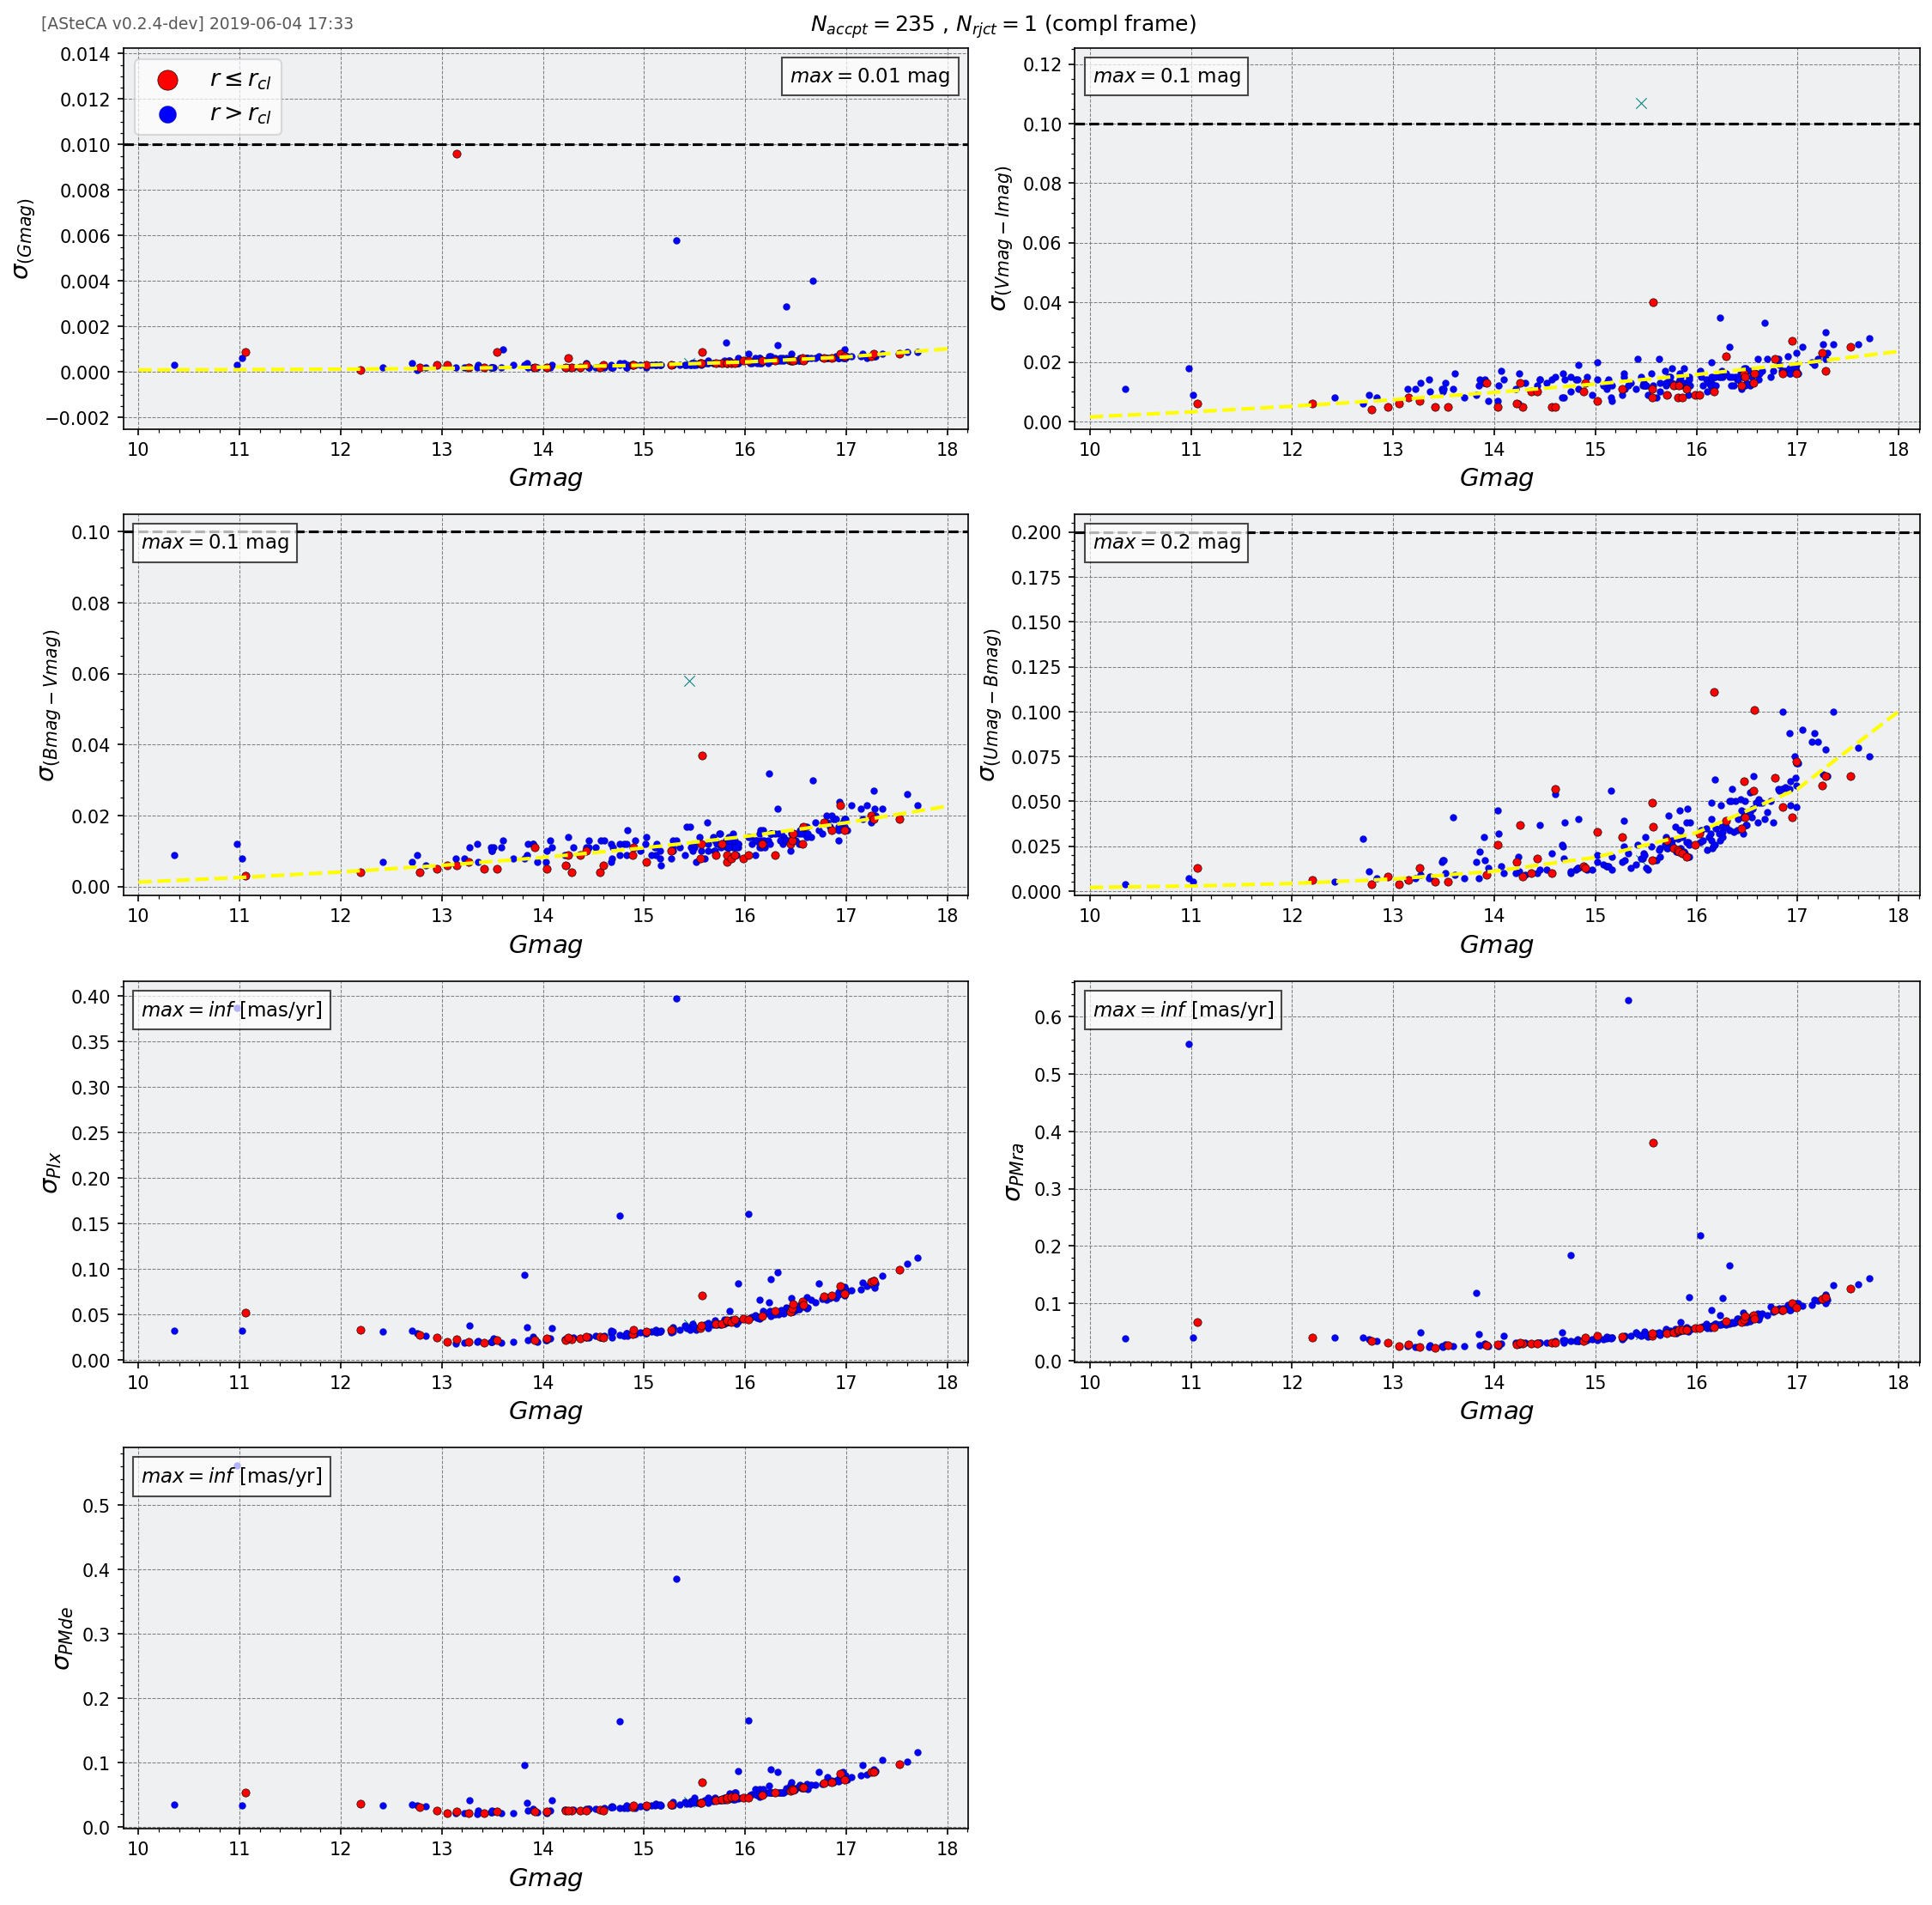 [ASteCA v0.2.4-dev] 2019-06-04 17:33
N_accpt = 235 , N_rjct = 1 (compl frame)
r ≤ r_cl
r > r_cl
max = 0.01 mag
0.014
0.012
0.010
0.008
0.006
0.004
0.002
0.000
−0.002
σ(Gmag)
10 11 12 13 14 15 16 17 18
Gmag
max = 0.1 mag
0.12
0.10
0.08
0.06
0.04
0.02
0.00
σ(Vmag − Imag)
10 11 12 13 14 15 16 17 18
Gmag
max = 0.1 mag
0.10
0.08
0.06
0.04
0.02
0.00
σ(Bmag − Vmag)
10 11 12 13 14 15 16 17 18
Gmag
max = 0.2 mag
0.200
0.175
0.150
0.125
0.100
0.075
0.050
0.025
0.000
σ(Umag − Bmag)
10 11 12 13 14 15 16 17 18
Gmag
max = inf [mas/yr]
0.40
0.35
0.30
0.25
0.20
0.15
0.10
0.05
0.00
σPlx
10 11 12 13 14 15 16 17 18
Gmag
max = inf [mas/yr]
0.6
0.5
0.4
0.3
0.2
0.1
0.0
σPMra
10 11 12 13 14 15 16 17 18
Gmag
max = inf [mas/yr]
0.5
0.4
0.3
0.2
0.1
0.0
σPMde
10 11 12 13 14 15 16 17 18
Gmag